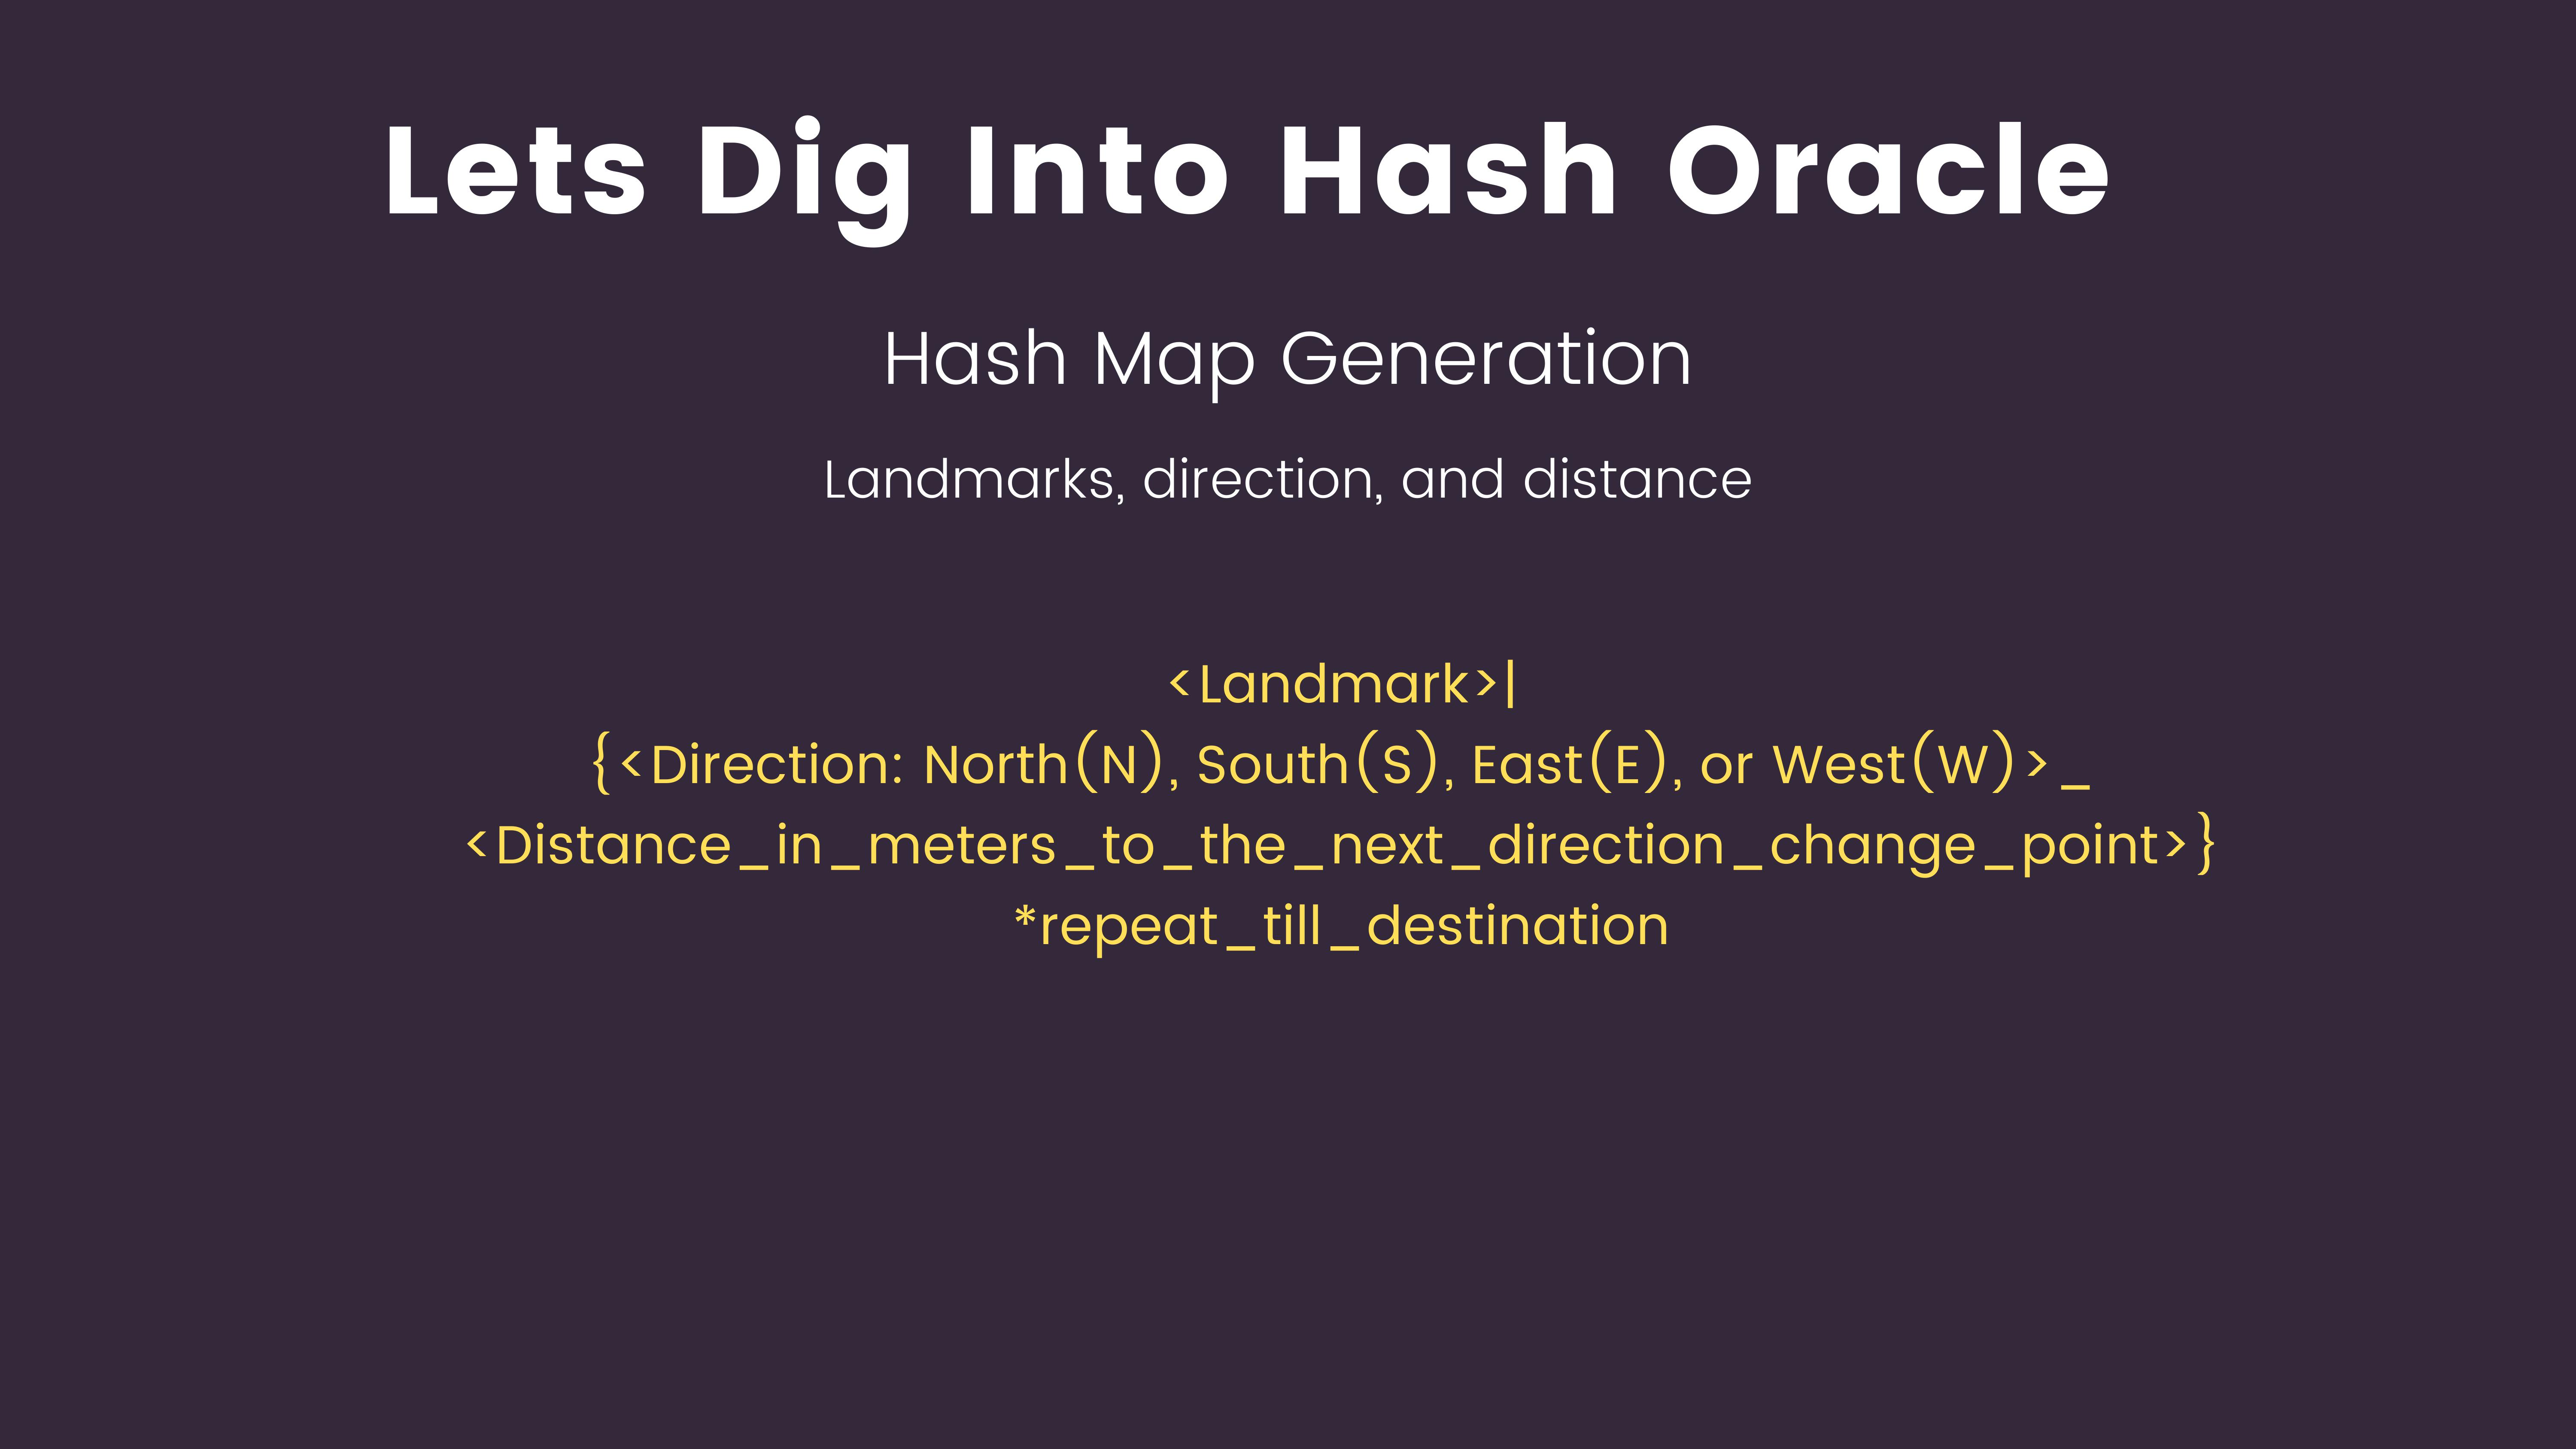 Lets Dig Into Hash Oracle
Hash Map Generation
Landmarks, direction, and distance
<Landmark>|
{<Direction: North(N), South(S), East(E), or West(W)>_
<Distance_in_meters_to_the_next_direction_change_point>}
*repeat_till_destination